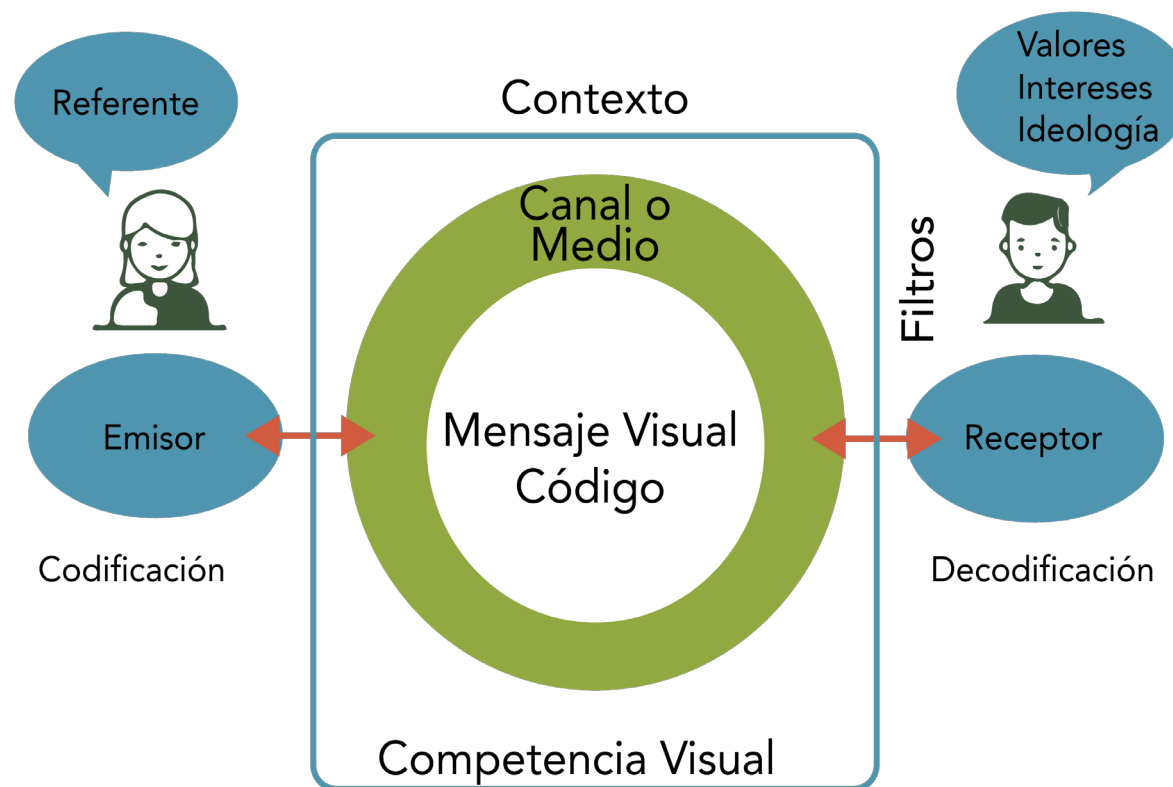 Referente
Valores
Intereses
Ideología
Contexto
Canal o
Medio
Filtros
Emisor
Mensaje Visual
Código
Receptor
Codificación
Decodificación
Competencia Visual